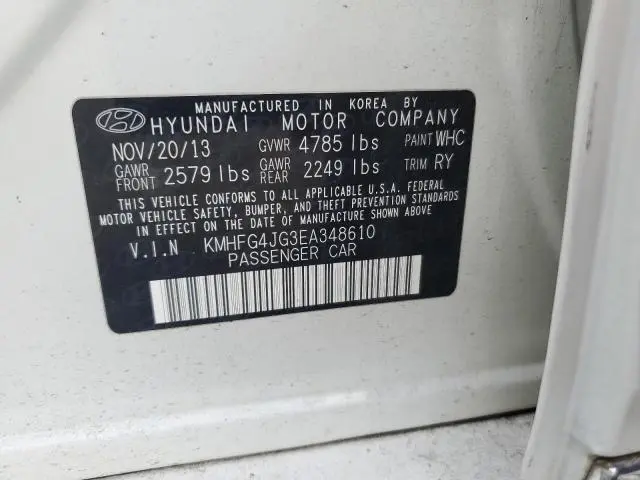 MANUFACTURED IN KOREA BY
HYUNDAI MOTOR COMPANY
NOV/20/13 GVWR 4785 lbs PAINT WHC
GAWR FRONT 2579 lbs GAWR REAR 2249 lbs TRIM RY
THIS VEHICLE CONFORMS TO ALL APPLICABLE U.S.A. FEDERAL
MOTOR VEHICLE SAFETY, BUMPER, AND THEFT PREVENTION STANDARDS
IN EFFECT ON THE DATE OF MANUFACTURE SHOWN ABOVE.
V.I.N KMHFG4JG3EA348610
PASSENGER CAR